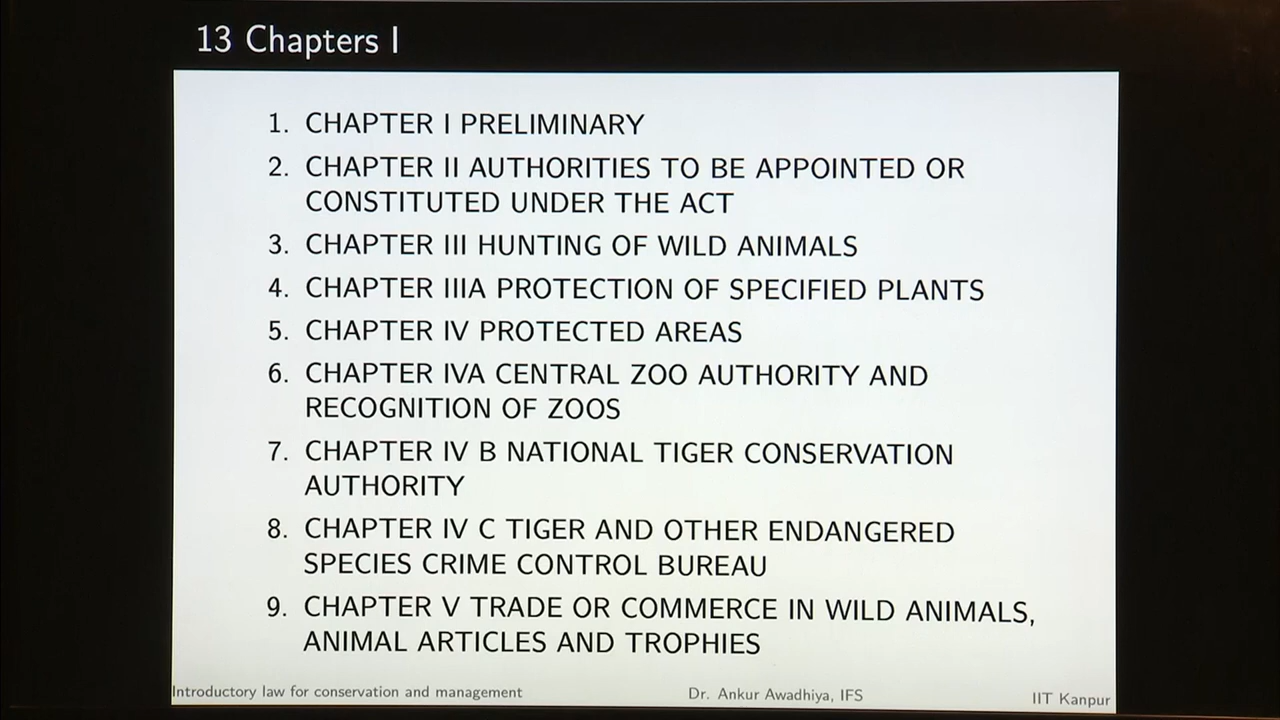 13 Chapters I
1. CHAPTER I PRELIMINARY
2. CHAPTER II AUTHORITIES TO BE APPOINTED OR
CONSTITUTED UNDER THE ACT
3. CHAPTER III HUNTING OF WILD ANIMALS
4. CHAPTER IIIA PROTECTION OF SPECIFIED PLANTS
5. CHAPTER IV PROTECTED AREAS
6. CHAPTER IVA CENTRAL ZOO AUTHORITY AND
RECOGNITION OF ZOOS
7. CHAPTER IV B NATIONAL TIGER CONSERVATION
AUTHORITY
8. CHAPTER IV C TIGER AND OTHER ENDANGERED
SPECIES CRIME CONTROL BUREAU
9. CHAPTER V TRADE OR COMMERCE IN WILD ANIMALS,
ANIMAL ARTICLES AND TROPHIES
Introductory law for conservation and management Dr. Ankur Awadhiya, IFS IIT Kanpur